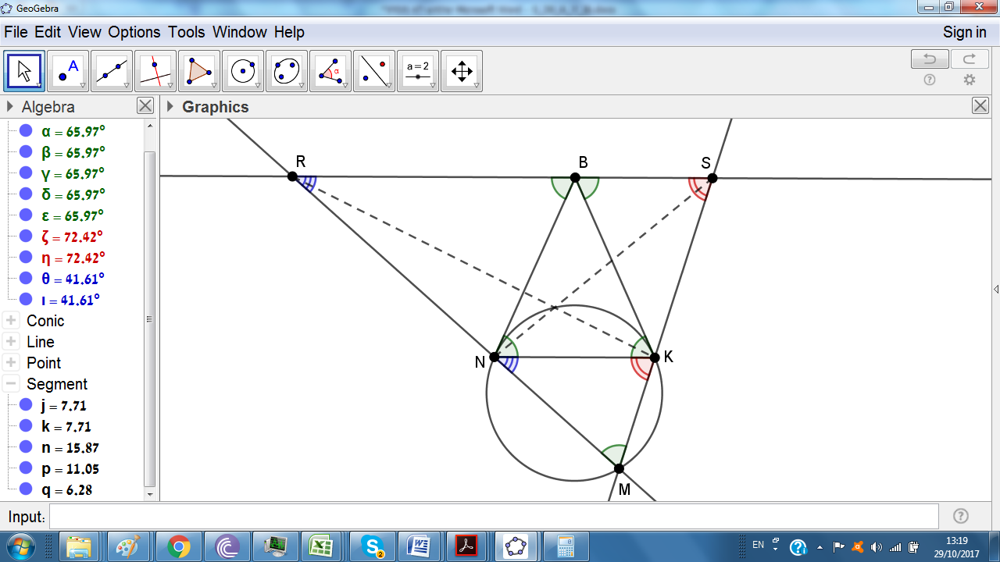 GeoGebra
File Edit View Options Tools Window Help
Sign in
A
α
a = 2
Algebra
Graphics
α = 65.97°
β = 65.97°
γ = 65.97°
δ = 65.97°
ε = 65.97°
ζ = 72.42°
η = 72.42°
θ = 41.61°
ι = 41.61°
Conic
Line
Point
Segment
j = 7.71
k = 7.71
n = 15.87
p = 11.05
q = 6.28
R
B
S
N
K
M
Input:
EN
13:19
29/10/2017